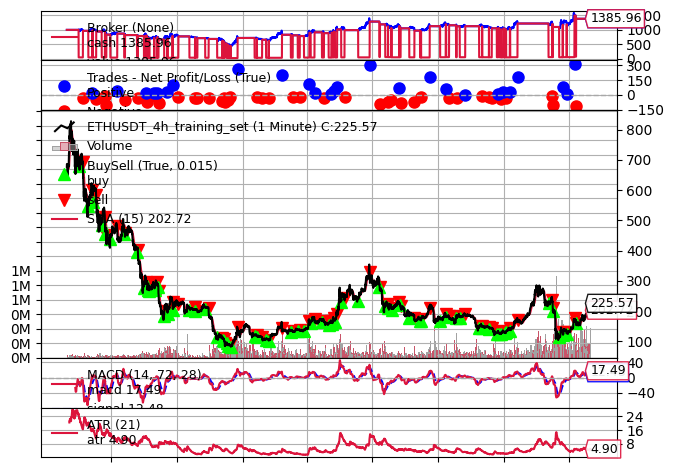 Broker (None)
cash 1385.96
1385.96
1000
500
0
Trades - Net Profit/Loss (True)
Positive
300
150
0
−150
ETHUSDT_4h_training_set (1 Minute) C:225.57
Volume
BuySell (True, 0.015)
buy
sell
SMA (15) 202.72
800
700
600
500
400
300
225.57
100
1M
1M
1M
0M
0M
0M
0M
MACD (14, 72, 28)
macd 17.49
signal 12.48
40
17.49
0
−40
ATR (21)
atr 4.90
24
16
8
4.90